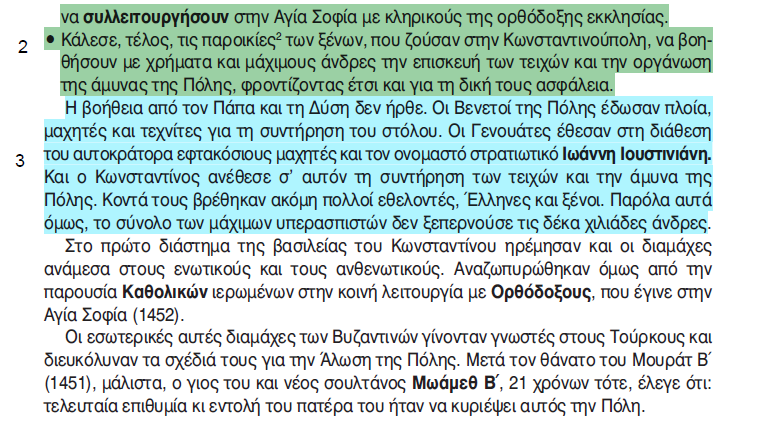 να συλλειτουργήσουν στην Αγία Σοφία με κληρικούς της ορθόδοξης εκκλησίας.
2 • Κάλεσε, τέλος, τις παροικίες² των ξένων, που ζούσαν στην Κωνσταντινούπολη, να βοη-
θήσουν με χρήματα και μάχιμους άνδρες την επισκευή των τειχών και την οργάνωση
της άμυνας της Πόλης, φροντίζοντας έτσι και για τη δική τους ασφάλεια.
Η βοήθεια από τον Πάπα και τη Δύση δεν ήρθε. Οι Βενετοί της Πόλης έδωσαν πλοία,
μαχητές και τεχνίτες για τη συντήρηση του στόλου. Οι Γενουάτες έθεσαν στη διάθεση
3 του αυτοκράτορα εφτακόσιους μαχητές και τον ονομαστό στρατιωτικό Ιωάννη Ιουστινιάνη.
Και ο Κωνσταντίνος ανέθεσε σ’ αυτόν τη συντήρηση των τειχών και την άμυνα της
Πόλης. Κοντά τους βρέθηκαν ακόμη πολλοί εθελοντές, Έλληνες και ξένοι. Παρόλα αυτά
όμως, το σύνολο των μάχιμων υπερασπιστών δεν ξεπερνούσε τις δέκα χιλιάδες άνδρες.
Στο πρώτο διάστημα της βασιλείας του Κωνσταντίνου ηρέμησαν και οι διαμάχες
ανάμεσα στους ενωτικούς και τους ανθενωτικούς. Αναζωπυρώθηκαν όμως από την
παρουσία Καθολικών ιερωμένων στην κοινή λειτουργία με Ορθόδοξους, που έγινε στην
Αγία Σοφία (1452).
Οι εσωτερικές αυτές διαμάχες των Βυζαντινών γίνονταν γνωστές στους Τούρκους και
διευκόλυναν τα σχέδιά τους για την Άλωση της Πόλης. Μετά τον θάνατο του Μουράτ Β΄
(1451), μάλιστα, ο γιος του και νέος σουλτάνος Μωάμεθ Β΄, 21 χρόνων τότε, έλεγε ότι:
τελευταία επιθυμία κι εντολή του πατέρα του ήταν να κυριέψει αυτός την Πόλη.